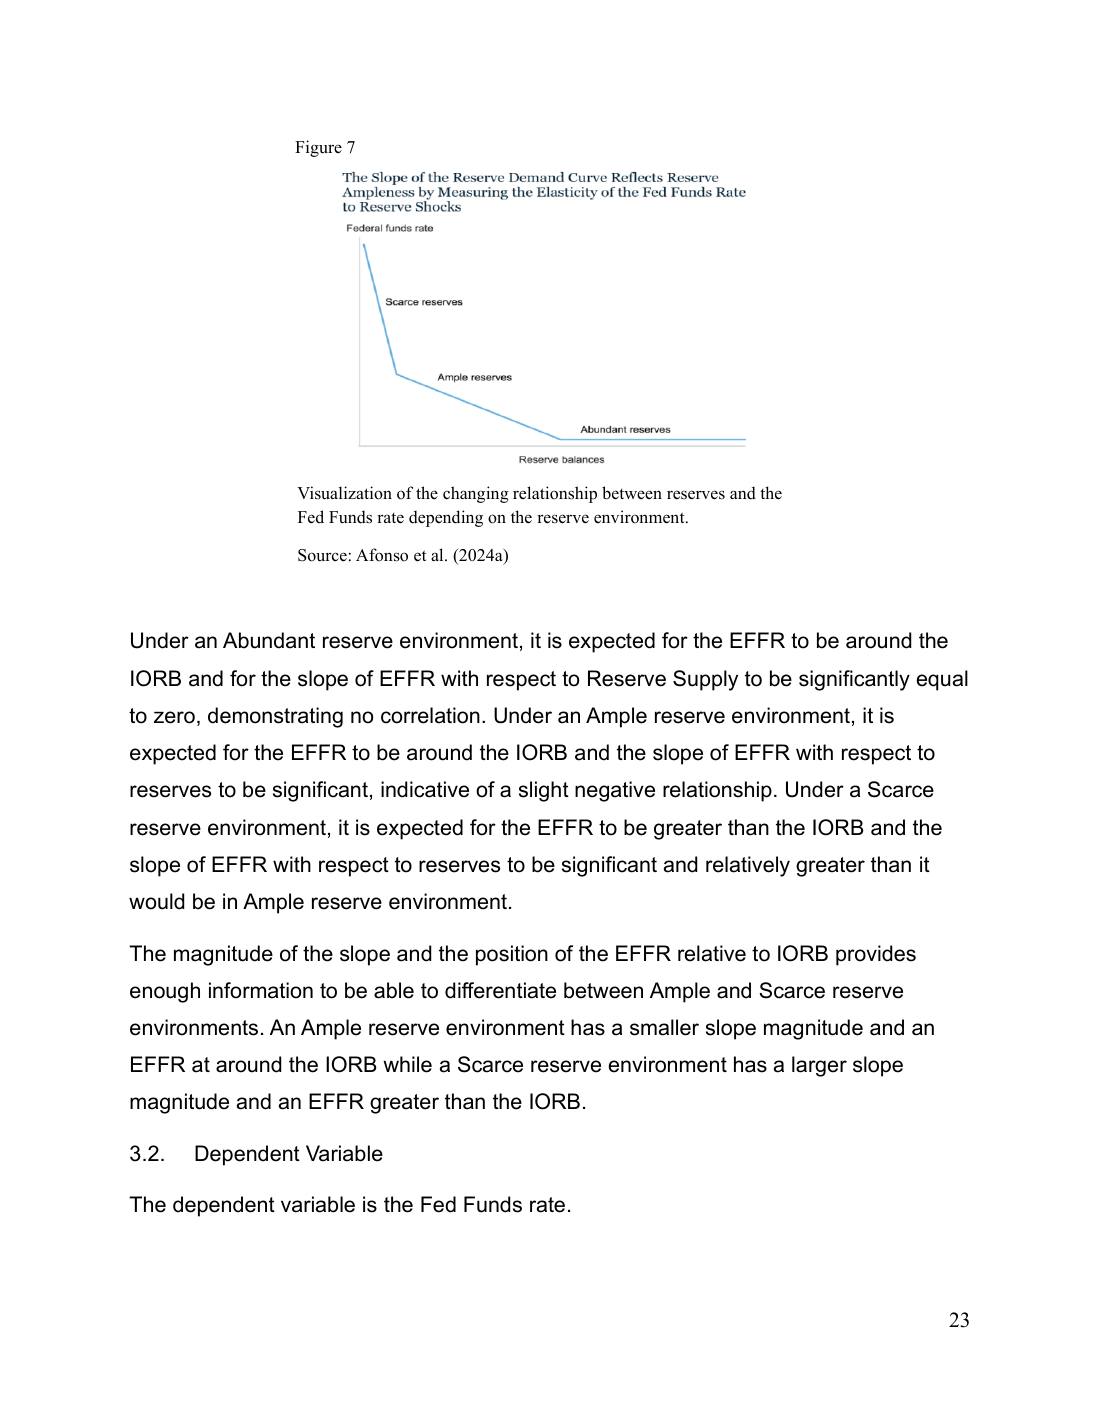 Figure 7
The Slope of the Reserve Demand Curve Reflects Reserve
Ampleness by Measuring the Elasticity of the Fed Funds Rate
to Reserve Shocks
Federal funds rate
Scarce reserves
Ample reserves
Abundant reserves
Reserve balances
Visualization of the changing relationship between reserves and the
Fed Funds rate depending on the reserve environment.
Source: Afonso et al. (2024a)
Under an Abundant reserve environment, it is expected for the EFFR to be around the
IORB and for the slope of EFFR with respect to Reserve Supply to be significantly equal
to zero, demonstrating no correlation. Under an Ample reserve environment, it is
expected for the EFFR to be around the IORB and the slope of EFFR with respect to
reserves to be significant, indicative of a slight negative relationship. Under a Scarce
reserve environment, it is expected for the EFFR to be greater than the IORB and the
slope of EFFR with respect to reserves to be significant and relatively greater than it
would be in Ample reserve environment.
The magnitude of the slope and the position of the EFFR relative to IORB provides
enough information to be able to differentiate between Ample and Scarce reserve
environments. An Ample reserve environment has a smaller slope magnitude and an
EFFR at around the IORB while a Scarce reserve environment has a larger slope
magnitude and an EFFR greater than the IORB.
3.2. Dependent Variable
The dependent variable is the Fed Funds rate.
23